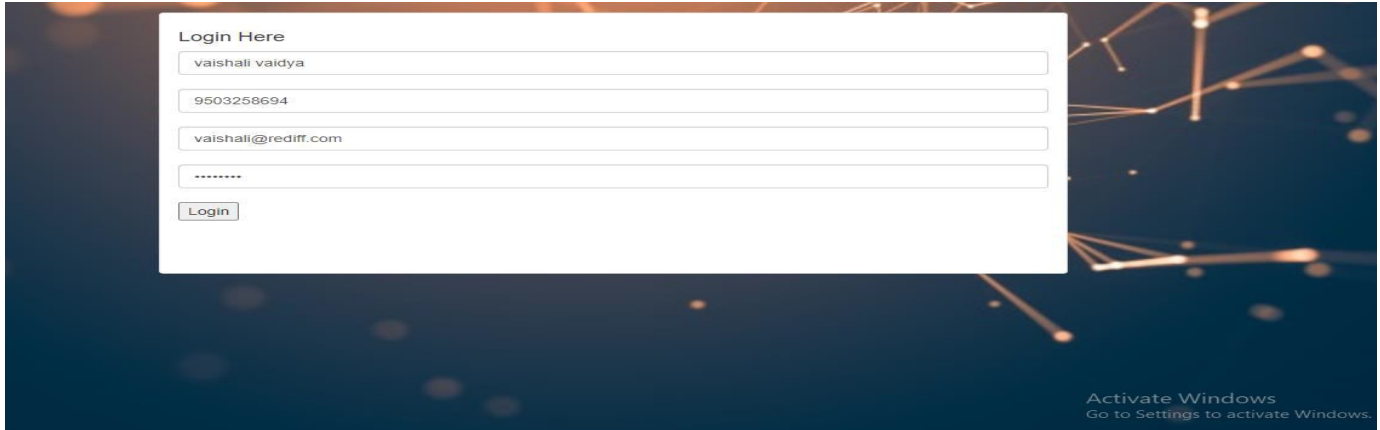 Login Here
vaishali vaidya
9503258694
vaishali@rediff.com
••••••••
Login
Activate Windows
Go to Settings to activate Windows.